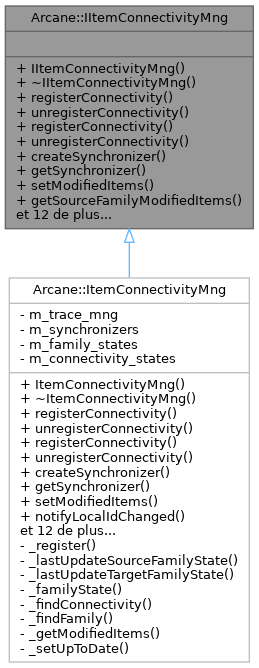 Arcane::IItemConnectivityMng
+ IItemConnectivityMng()
+ ~IItemConnectivityMng()
+ registerConnectivity()
+ unregisterConnectivity()
+ registerConnectivity()
+ unregisterConnectivity()
+ createSynchronizer()
+ getSynchronizer()
+ setModifiedItems()
+ getSourceFamilyModifiedItems()
et 12 de plus...
Arcane::ItemConnectivityMng
- m_trace_mng
- m_synchronizers
- m_family_states
- m_connectivity_states
+ ItemConnectivityMng()
+ ~ItemConnectivityMng()
+ registerConnectivity()
+ unregisterConnectivity()
+ registerConnectivity()
+ unregisterConnectivity()
+ createSynchronizer()
+ getSynchronizer()
+ setModifiedItems()
+ notifyLocalIdChanged()
et 12 de plus...
- _register()
- _lastUpdateSourceFamilyState()
- _lastUpdateTargetFamilyState()
- _familyState()
- _findConnectivity()
- _findFamily()
- _getModifiedItems()
- _setUpToDate()